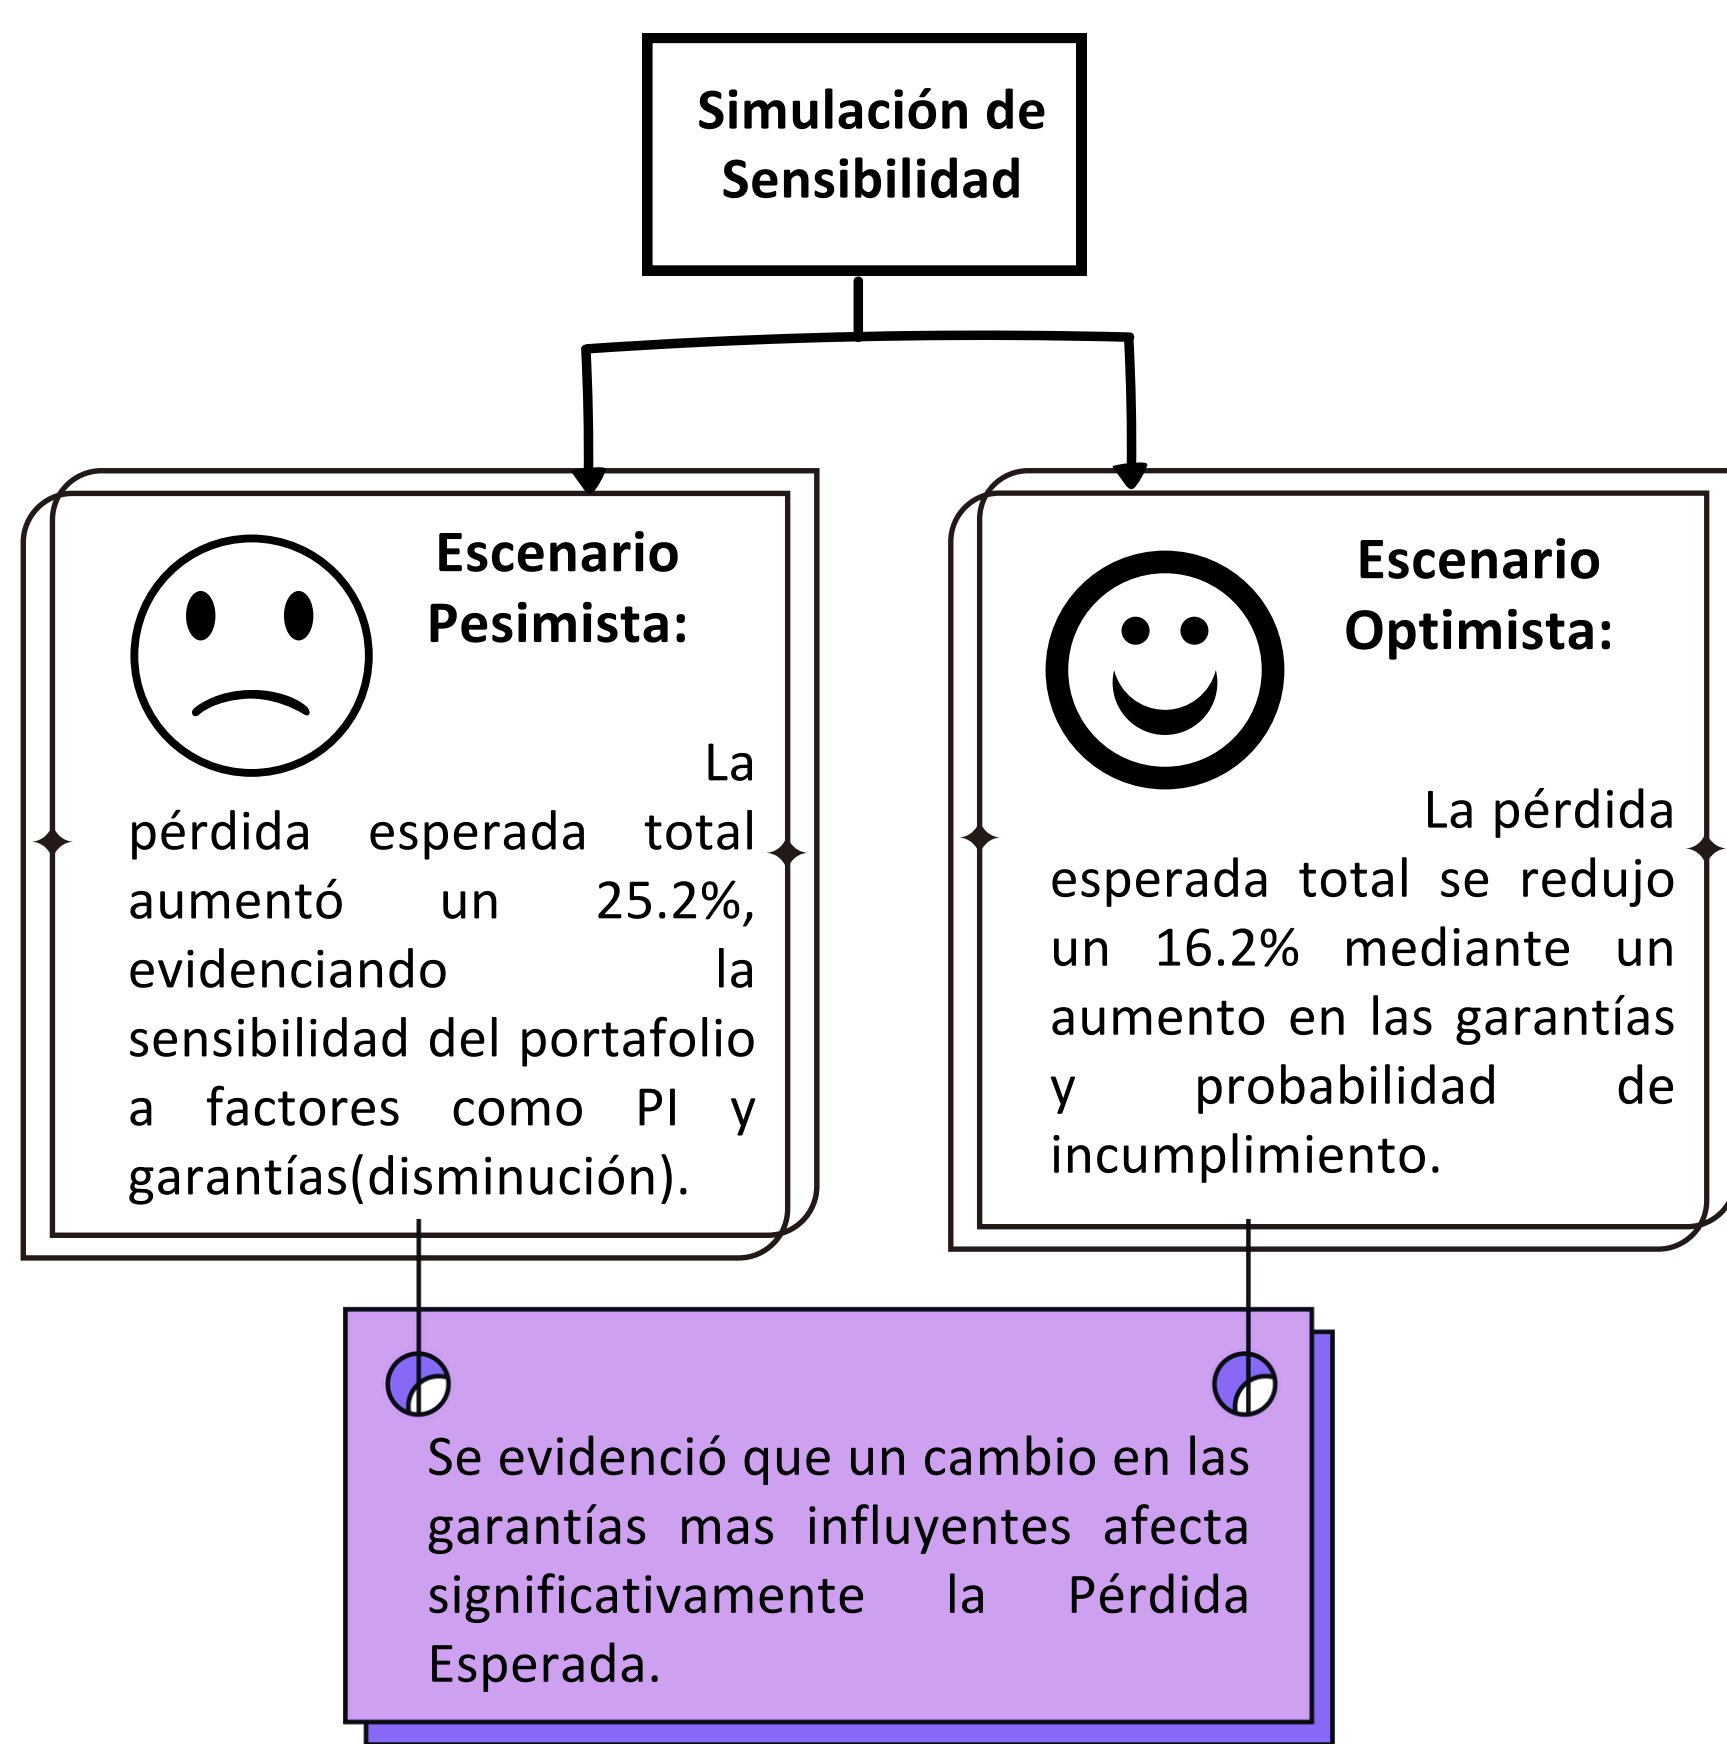 Simulación de
Sensibilidad
Escenario
Pesimista:
La
pérdida esperada total
aumentó un 25.2%,
evidenciando la
sensibilidad del portafolio
a factores como PI y
garantías(disminución).
Escenario
Optimista:
La pérdida
esperada total se redujo
un 16.2% mediante un
aumento en las garantías
y probabilidad de
incumplimiento.
Se evidenció que un cambio en las
garantías mas influyentes afecta
significativamente la Pérdida
Esperada.